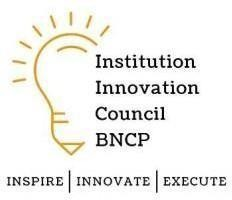 Institution
Innovation
Council
BNCP
INSPIRE | INNOVATE | EXECUTE